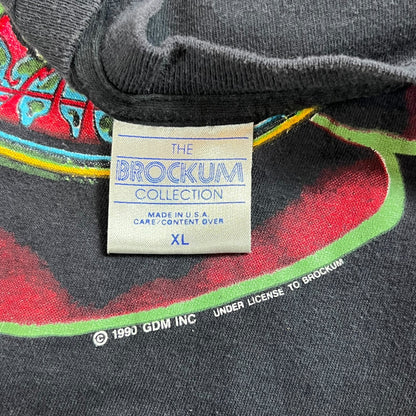 THE
BROCKUM
COLLECTION
MADE IN U.S.A.
CARE/CONTENT OVER
XL
© 1990 GDM INC UNDER LICENSE TO BROCKUM